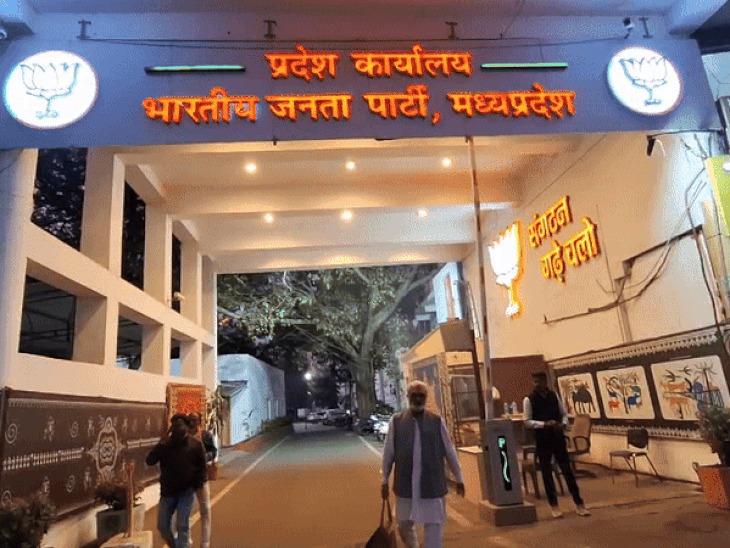 प्रदेश कार्यालय
भारतीय जनता पार्टी, मध्यप्रदेश
संगठन
गढ़े चलो